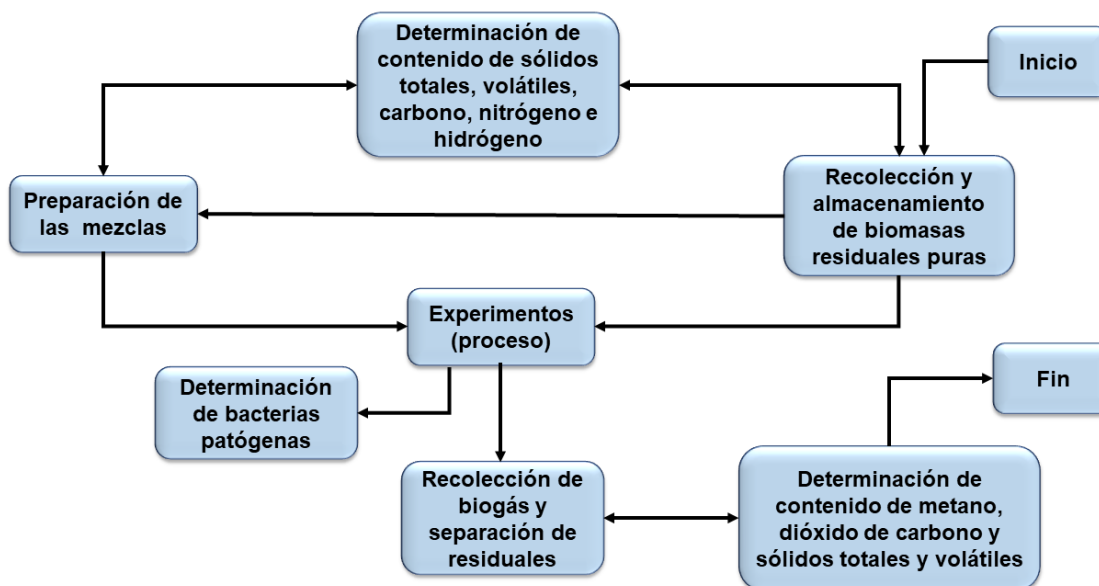 Determinación de
contenido de sólidos
totales, volátiles,
carbono, nitrógeno e
hidrógeno
Inicio
Preparación de
las mezclas
Recolección y
almacenamiento
de biomasas
residuales puras
Experimentos
(proceso)
Determinación
de bacterias
patógenas
Fin
Recolección de
biogás y
separación de
residuales
Determinación de
contenido de metano,
dióxido de carbono y
sólidos totales y volátiles